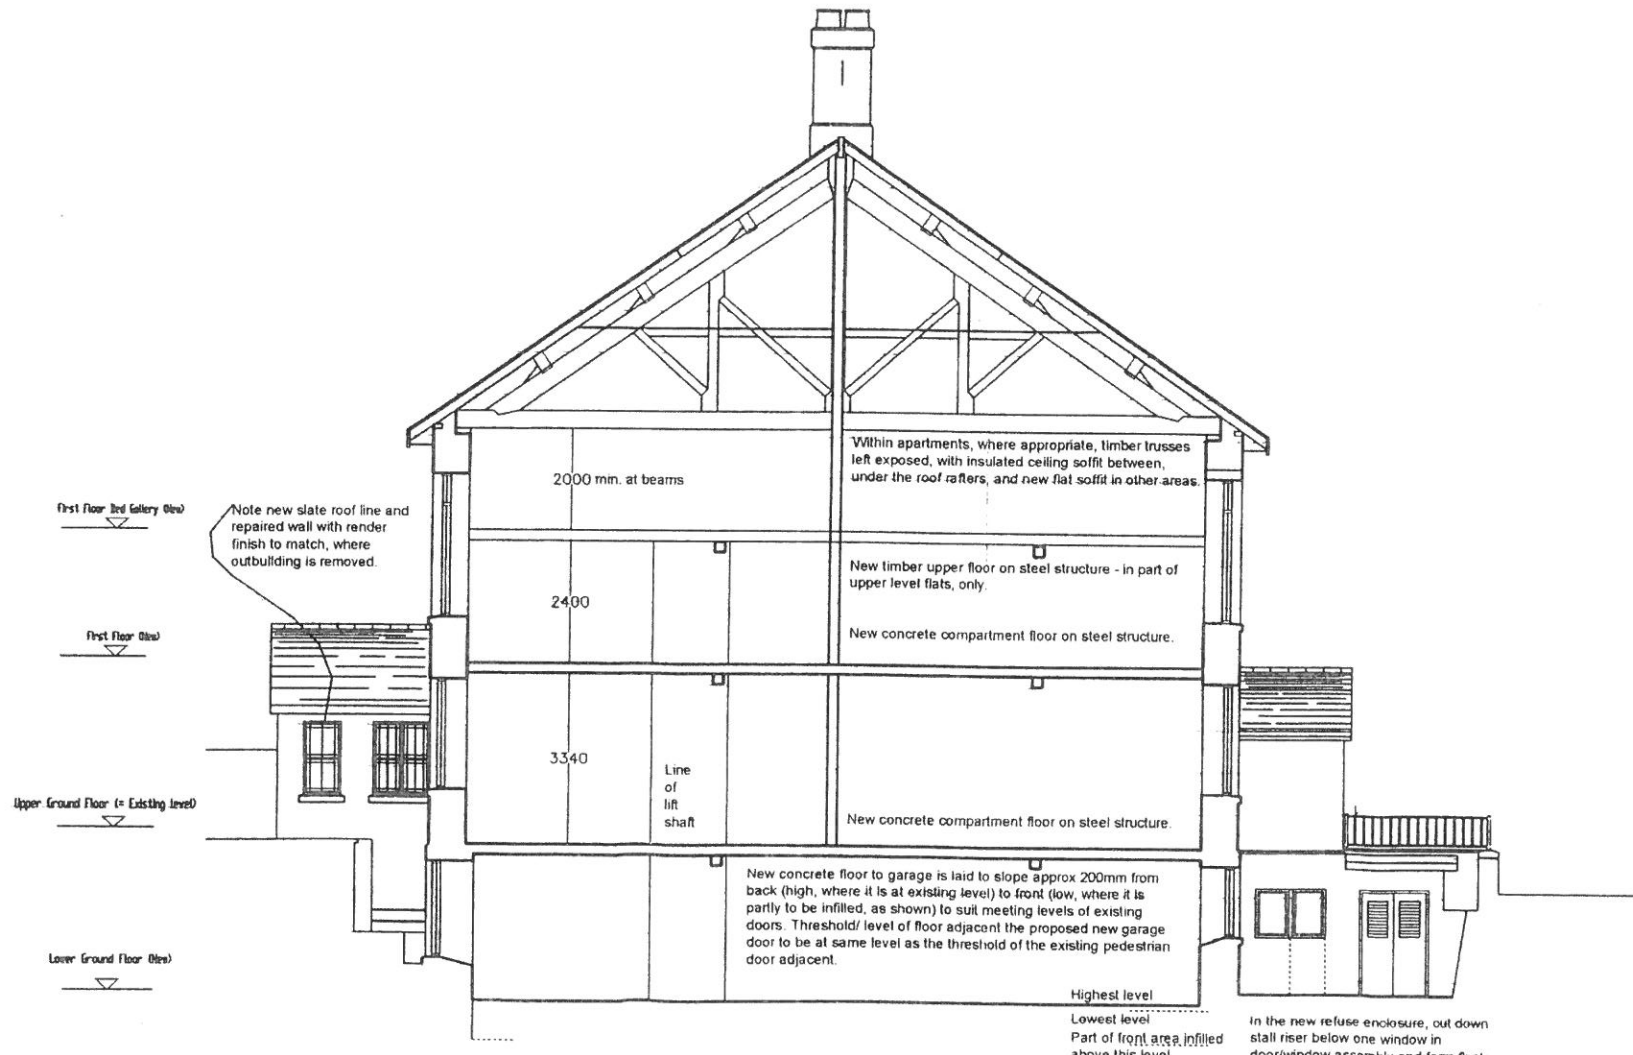 Within apartments, where appropriate, timber trusses
left exposed, with insulated ceiling soffit between,
under the roof rafters, and new flat soffit in other areas.
2000 min. at beams
First Floor Bed Gallery (New)
Note new slate roof line and
repaired wall with render
finish to match, where
outbuilding is removed.
New timber upper floor on steel structure - in part of
upper level flats, only.
2400
First Floor (New)
New concrete compartment floor on steel structure.
3340
Line
of
lift
shaft
Upper Ground Floor (= Existing level)
New concrete compartment floor on steel structure.
New concrete floor to garage is laid to slope approx 200mm from
back (high, where it is at existing level) to front (low, where it is
partly to be infilled, as shown) to suit meeting levels of existing
doors. Threshold/ level of floor adjacent the proposed new garage
door to be at same level as the threshold of the existing pedestrian
door adjacent.
Lower Ground Floor (New)
Highest level
Lowest level
Part of front area infilled
above this level
In the new refuse enclosure, cut down
stall riser below one window in
door/window assembly and form